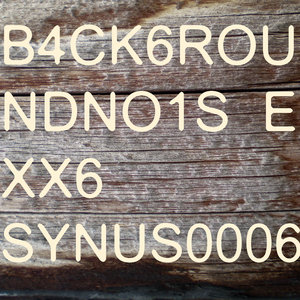 B4CK6ROU
NDNO1S E
XX6
SYNUS0006